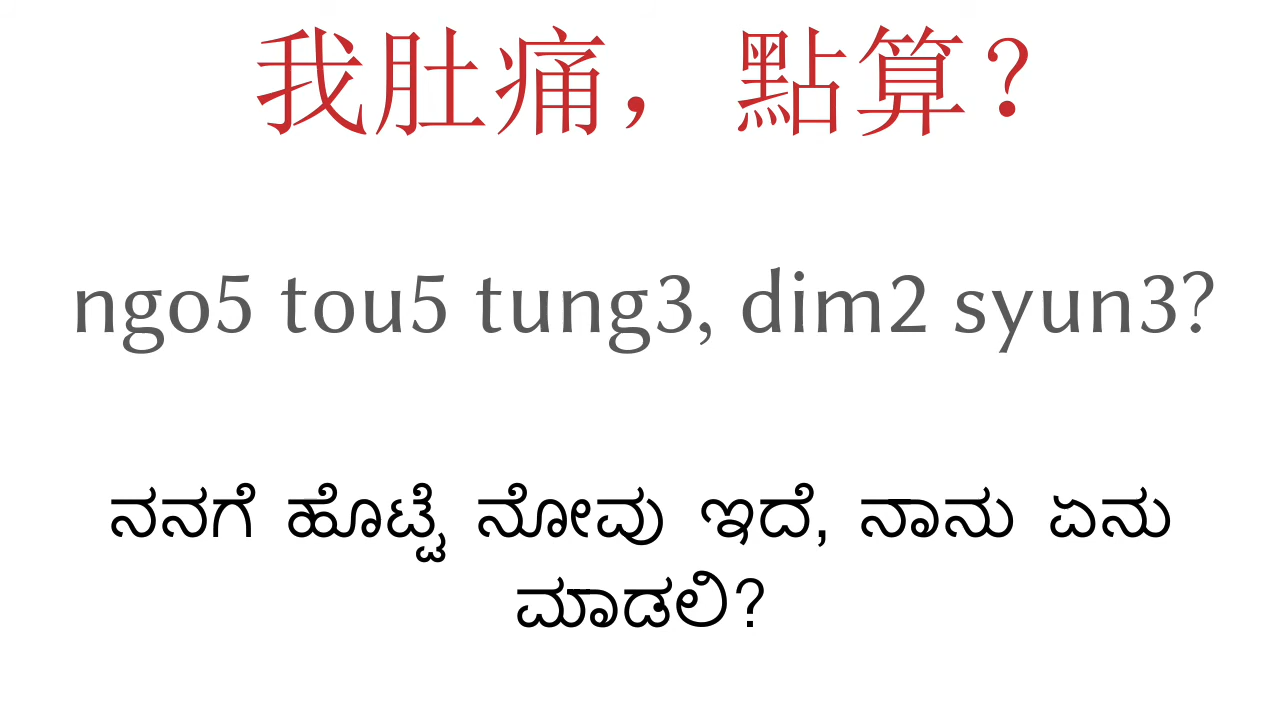 我肚痛，點算？
ngo5 tou5 tung3, dim2 syun3?
ನನಗೆ ಹೊಟ್ಟೆ ನೋವು ಇದೆ, ನಾನು ಏನು
ಮಾಡಲಿ?